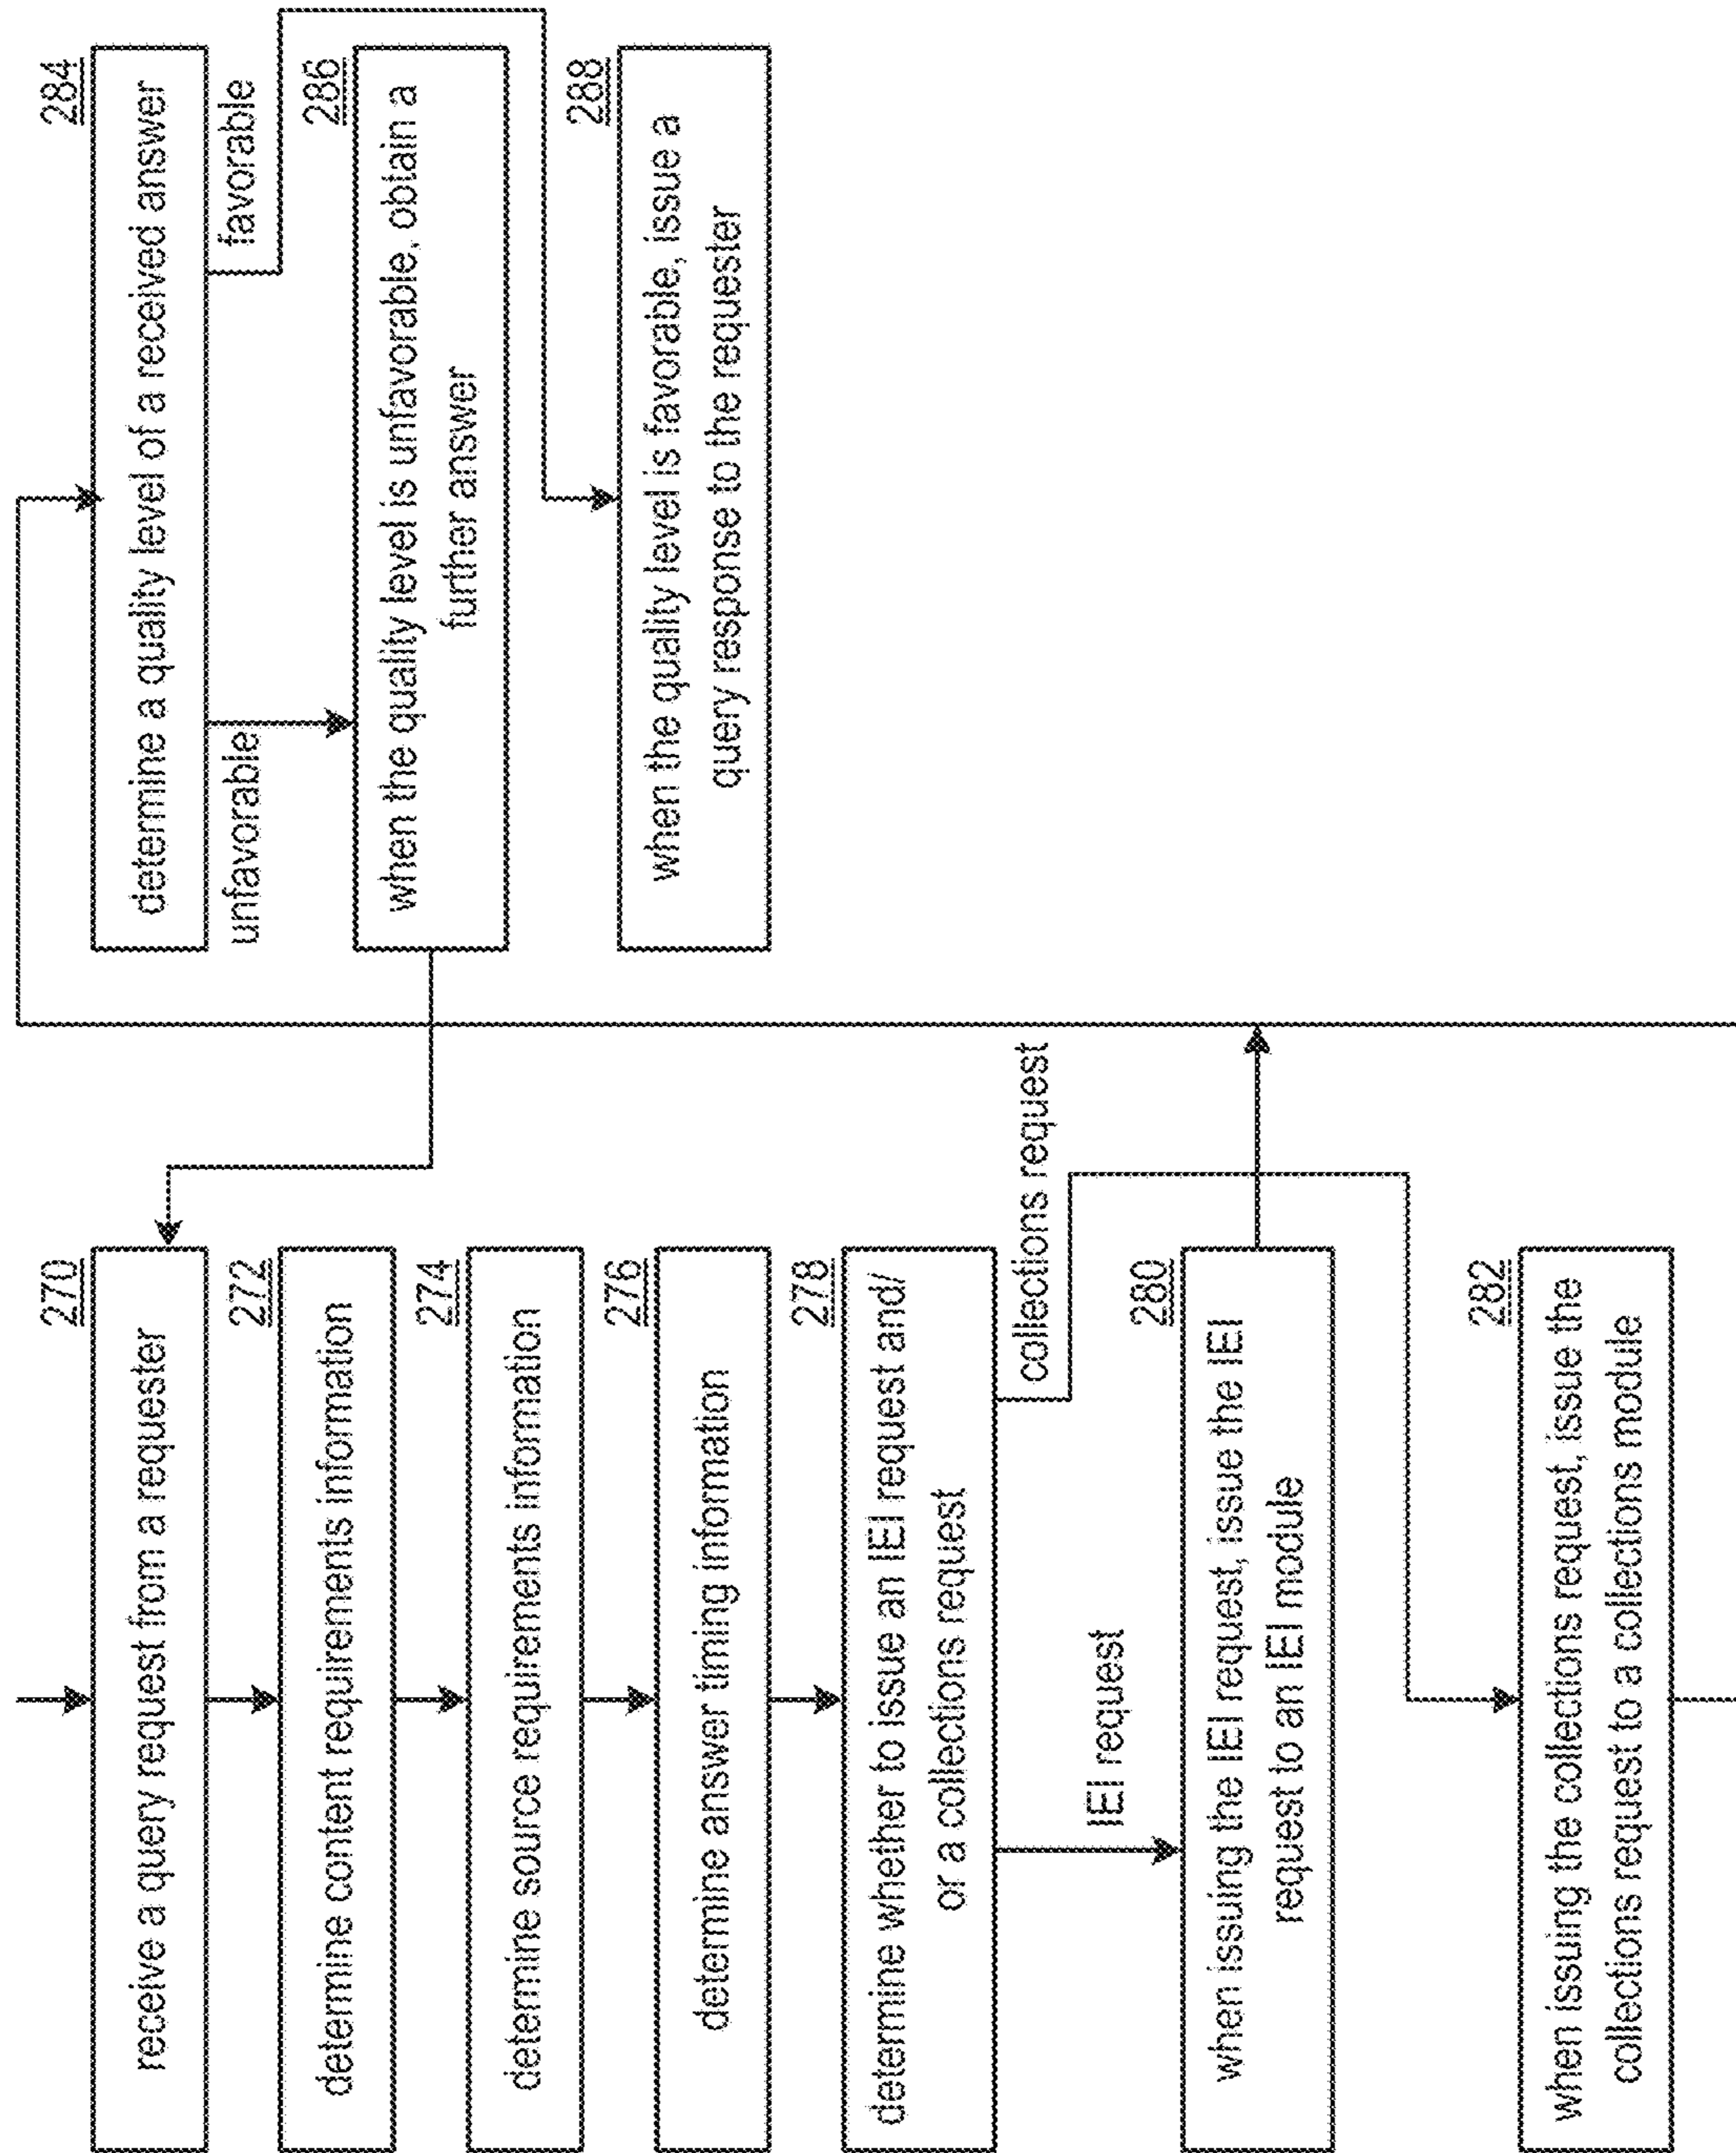 270
receive a query request from a requester
272
determine content requirements information
274
determine source requirements information
276
determine answer timing information
278
determine whether to issue an IEI request and/
or a collections request
IEI request
collections request
280
when issuing the IEI request, issue the IEI
request to an IEI module
282
when issuing the collections request, issue the
collections request to a collections module
284
determine a quality level of a received answer
unfavorable
favorable
286
when the quality level is unfavorable, obtain a
further answer
288
when the quality level is favorable, issue a
query response to the requester